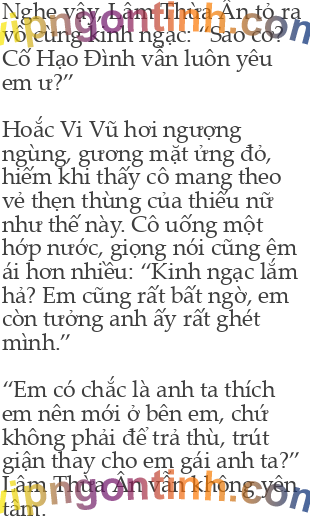 Nghe vậy, Lâm Thừa Ân tỏ ra
vô cùng kinh ngạc: “Sao cơ?
Cố Hạo Đình vẫn luôn yêu
em ư?”
Hoắc Vi Vũ hơi ngượng
ngùng, gương mặt ửng đỏ,
hiếm khi thấy cô mang theo
vẻ thẹn thùng của thiếu nữ
như thế này. Cô uống một
hớp nước, giọng nói cũng êm
ái hơn nhiều: “Kinh ngạc lắm
hả? Em cũng rất bất ngờ, em
còn tưởng anh ấy rất ghét
mình.”
“Em có chắc là anh ta thích
em nên mới ở bên em, chứ
không phải để trả thù, trút
giận thay cho em gái anh ta?”
Lâm Thừa Ân vẫn không yên
tâm.
vipngontinh.com
vipngontinh.com